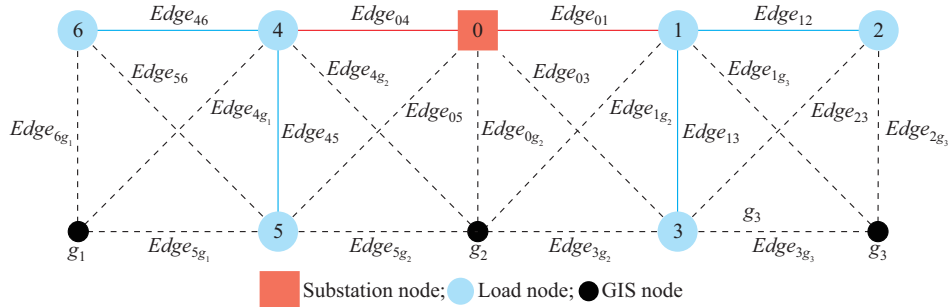 Edge46 Edge04 Edge01 Edge12
6 4 0 1 2
Edge56 Edge4g2 Edge03 Edge1g3
Edge6g1 Edge4g1 Edge45 Edge05 Edge0g2 Edge1g2 Edge13 Edge23 Edge2g3
g3
5 3
g1 Edge5g1 Edge5g2 g2 Edge3g2 Edge3g3 g3
Substation node; Load node; GIS node